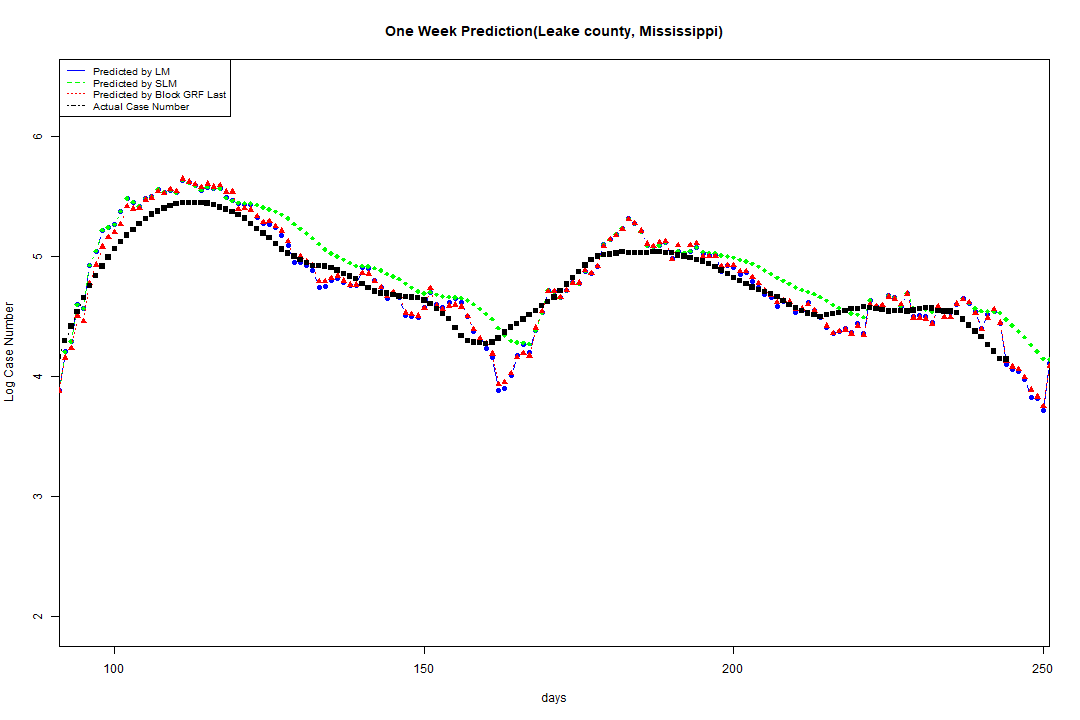 One Week Prediction(Leake county, Mississippi)
Predicted by LM
Predicted by SLM
Predicted by Block GRF Last
Actual Case Number
6
5
4
3
2
Log Case Number
100 150 200 250
days